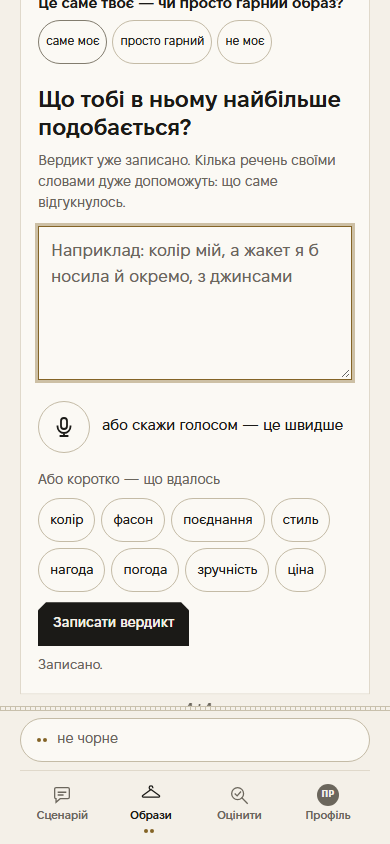 Це саме твоє — чи просто гарний образ?
саме моє
просто гарний
не моє
Що тобі в ньому найбільше
подобається?
Вердикт уже записано. Кілька речень своїми
словами дуже допоможуть: що саме
відгукнулось.
Наприклад: колір мій, а жакет я б
носила й окремо, з джинсами
або скажи голосом — це швидше
Або коротко — що вдалось
колір
фасон
поєднання
стиль
нагода
погода
зручність
ціна
Записати вердикт
Записано.
не чорне
Сценарій
Образи
Оцінити
ПР
Профіль